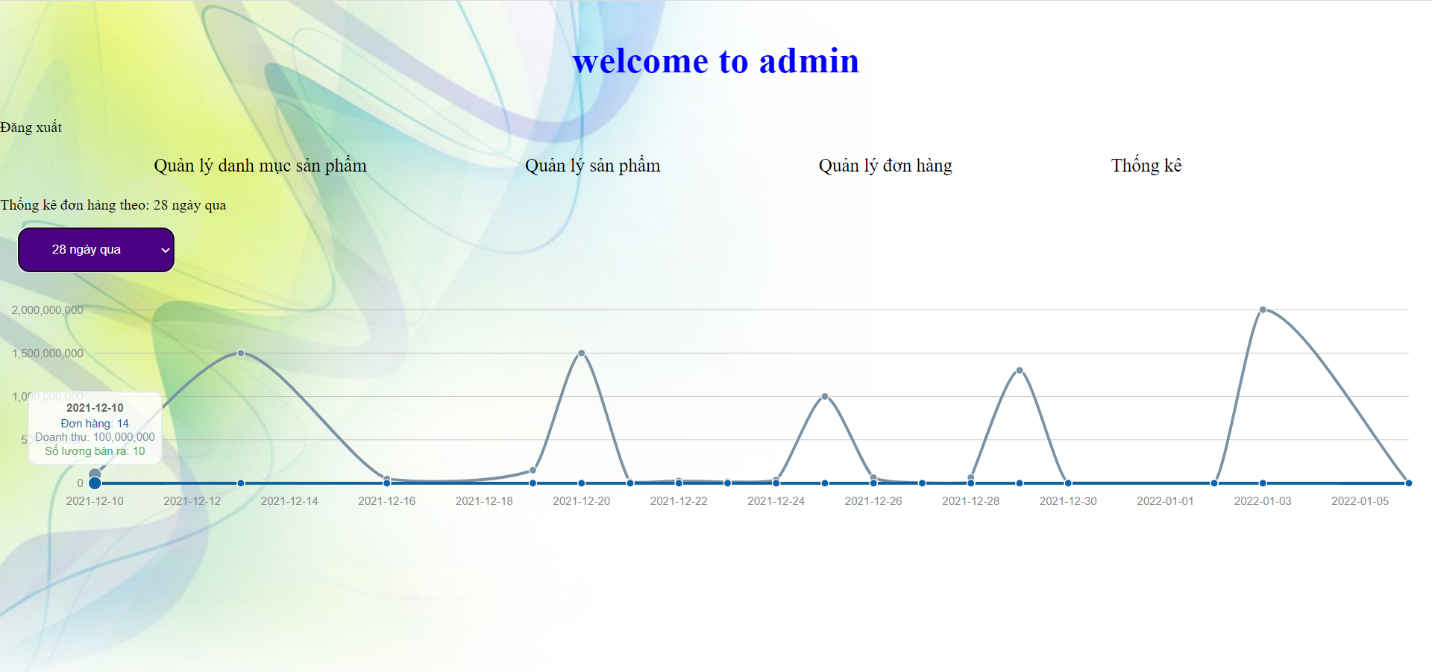 welcome to admin
Đăng xuất
Quản lý danh mục sản phẩm Quản lý sản phẩm Quản lý đơn hàng Thống kê
Thống kê đơn hàng theo: 28 ngày qua
28 ngày qua
2,000,000,000
1,500,000,000
2021-12-10
Đơn hàng: 14
Doanh thu: 100,000,000
Số lượng bán ra: 10
0
2021-12-10 2021-12-12 2021-12-14 2021-12-16 2021-12-18 2021-12-20 2021-12-22 2021-12-24 2021-12-26 2021-12-28 2021-12-30 2022-01-01 2022-01-03 2022-01-05